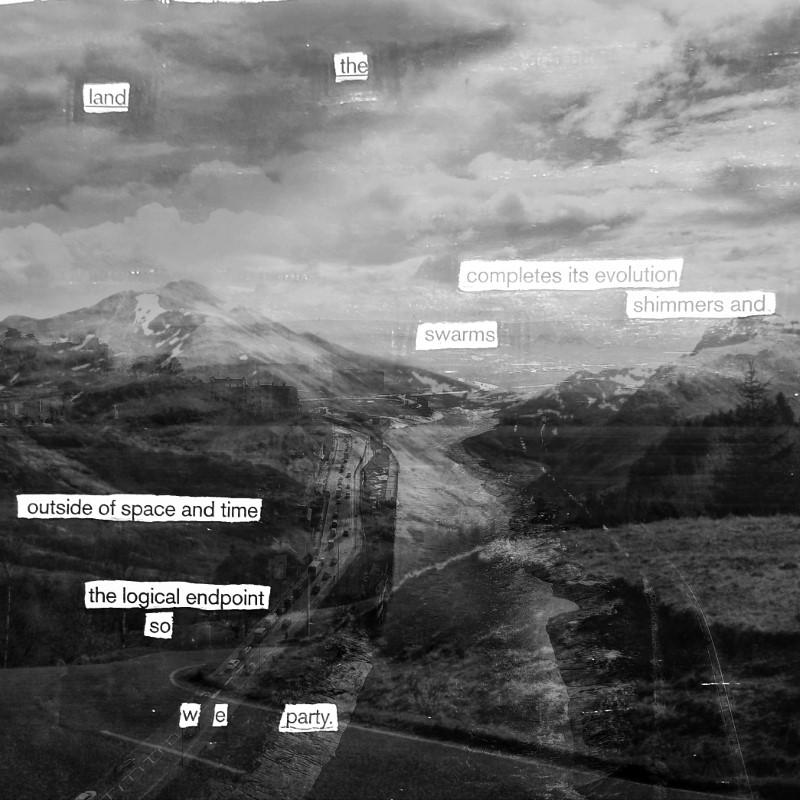 the
land
completes its evolution
shimmers and
swarms
outside of space and time
the logical endpoint
so
w e party.